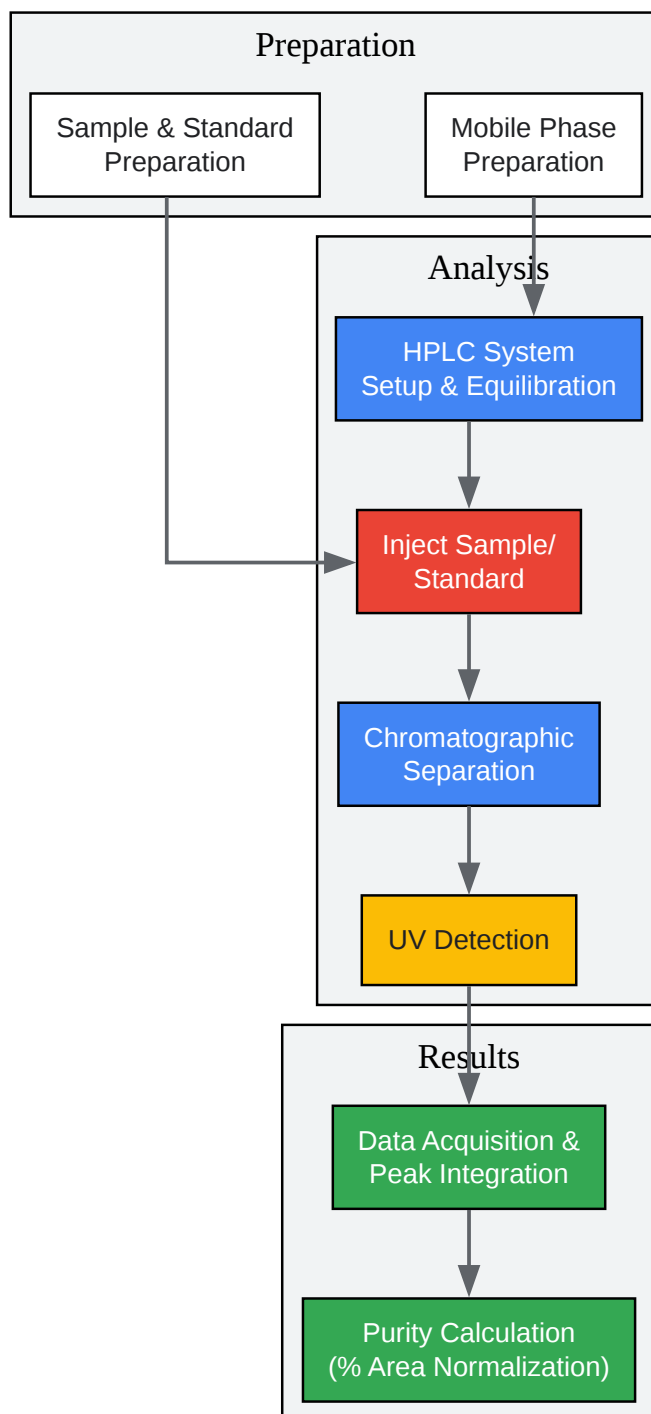 Preparation
Sample & Standard
Preparation
Mobile Phase
Preparation
Analysis
HPLC System
Setup & Equilibration
Inject Sample/
Standard
Chromatographic
Separation
UV Detection
Results
Data Acquisition &
Peak Integration
Purity Calculation
(% Area Normalization)